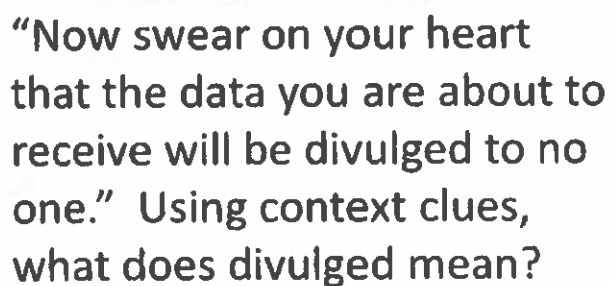 “Now swear on your heart
that the data you are about to
receive will be divulged to no
one.”  Using context clues,
what does divulged mean?